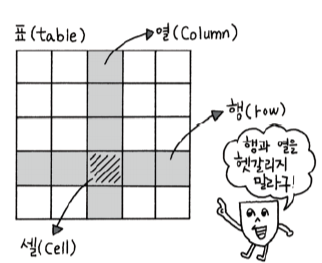 표(table)
열(Column)
행(row)
행과 열을
헷갈리지
말라구!
셀(Cell)